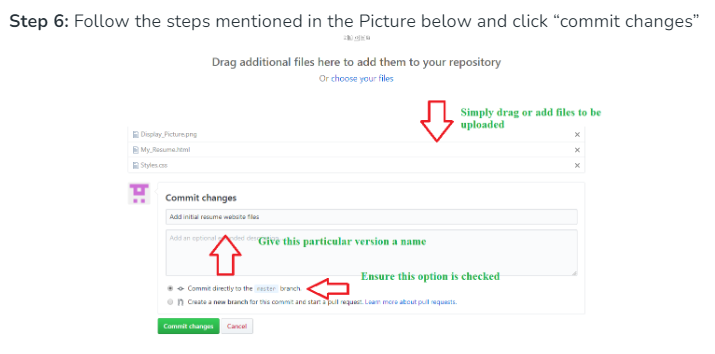 Step 6: Follow the steps mentioned in the Picture below and click “commit changes”
Drag additional files here to add them to your repository
Or choose your files
Simply drag or add files to be
uploaded
Display_Picture.png
My_Resume.html
Styles.css
Commit changes
Add initial resume website files
Add an optional extended
Give this particular version a name
Ensure this option is checked
Commit directly to the master branch.
Create a new branch for this commit and start a pull request. Learn more about pull requests.
Commit changes
Cancel